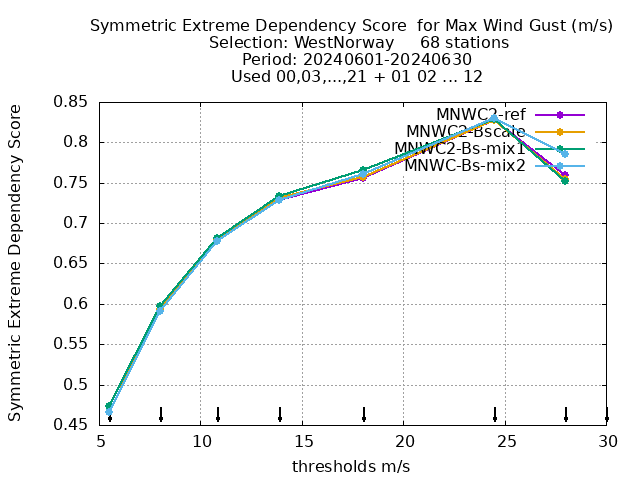 Symmetric Extreme Dependency Score  for Max Wind Gust (m/s)
Selection: WestNorway     68 stations
Period: 20240601-20240630
Used 00,03,...,21 + 01 02 ... 12
Symmetric Extreme Dependency Score
0.85
0.8
0.75
0.7
0.65
0.6
0.55
0.5
0.45
MNWC2-ref
MNWC2-Bscale
MNWC2-Bs-mix1
MNWC-Bs-mix2
5 10 15 20 25 30
thresholds m/s